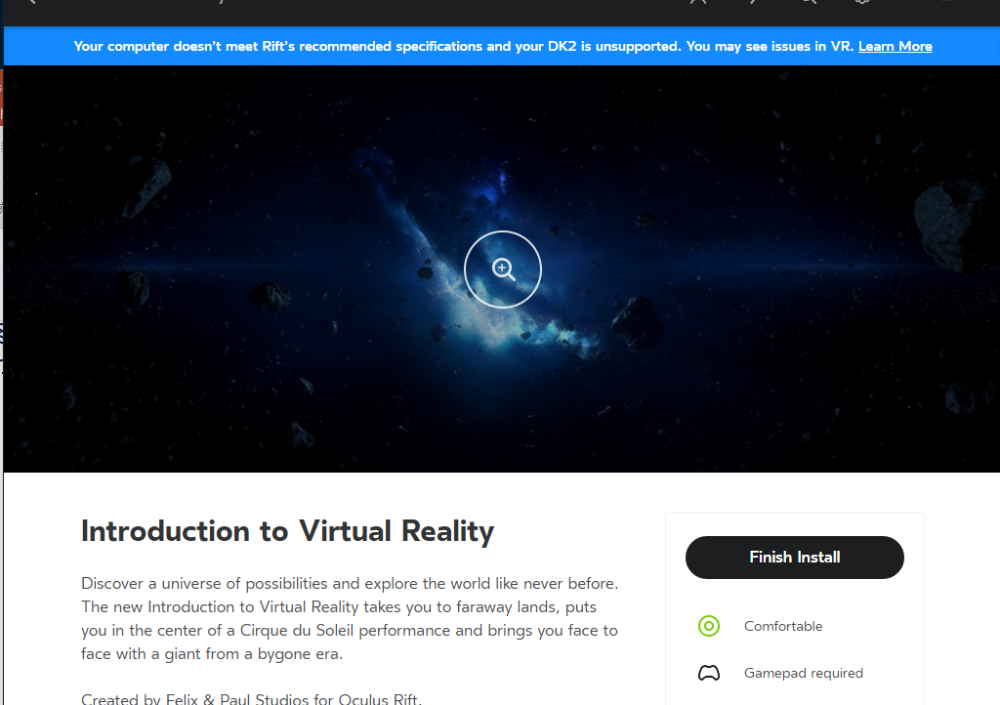 Your computer doesn't meet Rift's recommended specifications and your DK2 is unsupported. You may see issues in VR. Learn More
Introduction to Virtual Reality
Discover a universe of possibilities and explore the world like never before.
The new Introduction to Virtual Reality takes you to faraway lands, puts
you in the center of a Cirque du Soleil performance and brings you face to
face with a giant from a bygone era.
Created by Felix & Paul Studios for Oculus Rift.
Finish Install
Comfortable
Gamepad required